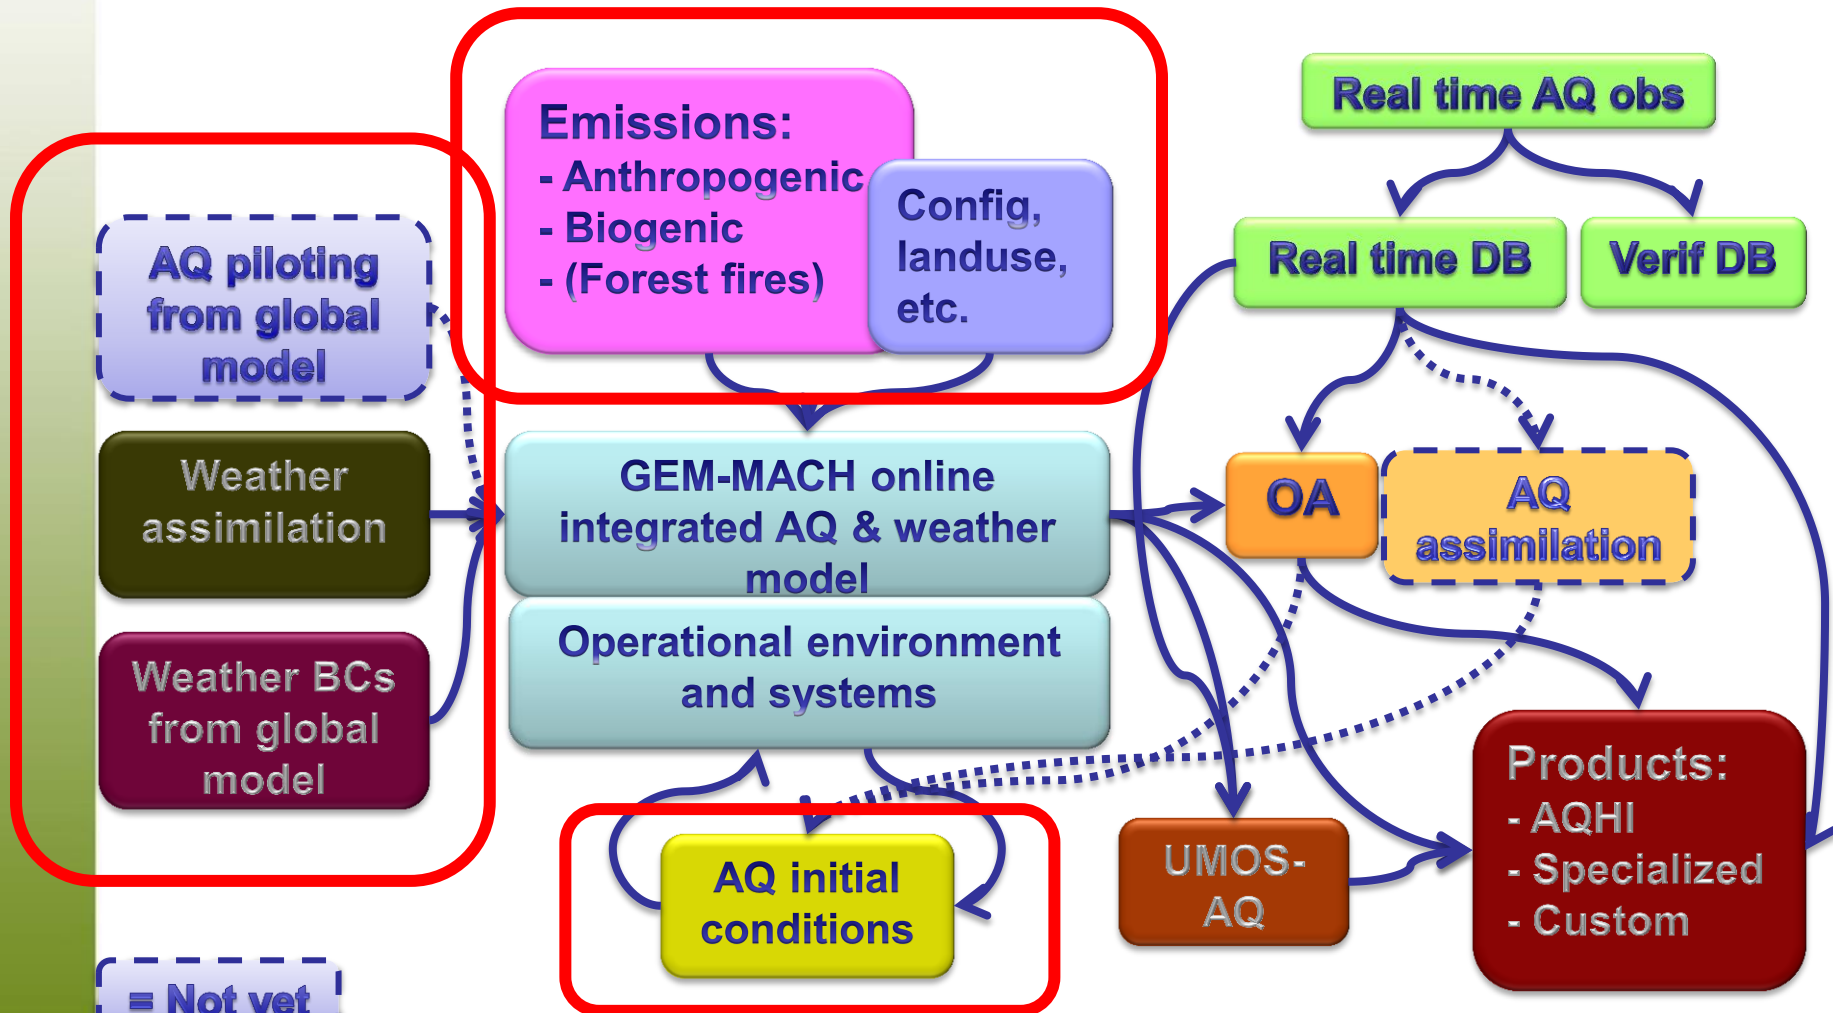 Emissions:
- Anthropogenic
- Biogenic
- (Forest fires)
Config,
landuse,
etc.
Real time AQ obs
Real time DB
Verif DB
AQ piloting
from global
model
Weather
assimilation
Weather BCs
from global
model
GEM-MACH online
integrated AQ & weather
model
Operational environment
and systems
OA
AQ
assimilation
AQ initial
conditions
UMOS-
AQ
Products:
- AQHI
- Specialized
- Custom
= Not yet